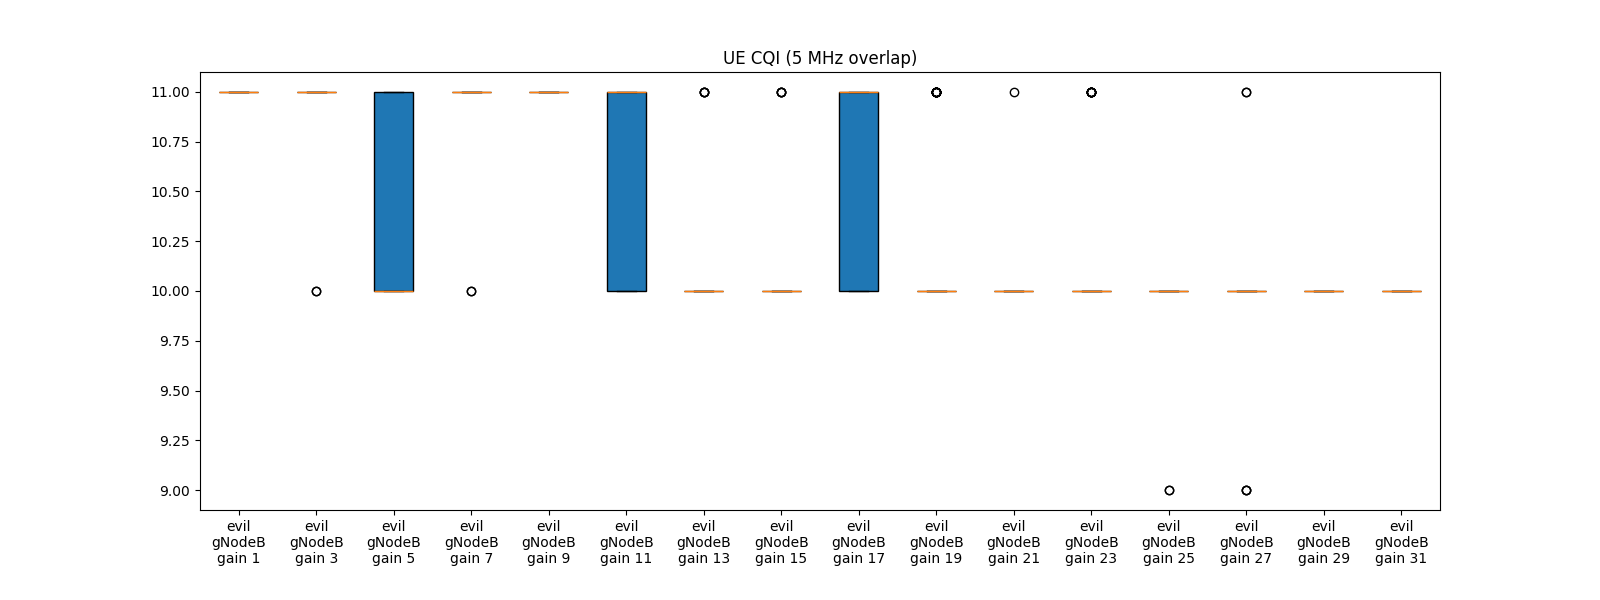 UE CQI (5 MHz overlap)
11.00
10.75
10.50
10.25
10.00
9.75
9.50
9.25
9.00
evil gNodeB gain 1
evil gNodeB gain 3
evil gNodeB gain 5
evil gNodeB gain 7
evil gNodeB gain 9
evil gNodeB gain 11
evil gNodeB gain 13
evil gNodeB gain 15
evil gNodeB gain 17
evil gNodeB gain 19
evil gNodeB gain 21
evil gNodeB gain 23
evil gNodeB gain 25
evil gNodeB gain 27
evil gNodeB gain 29
evil gNodeB gain 31